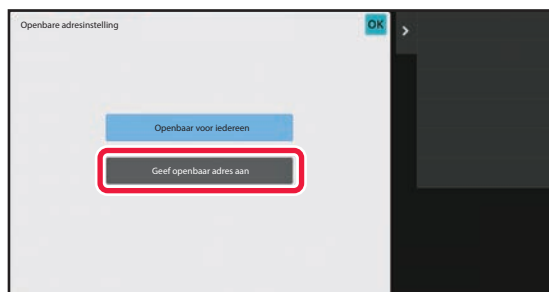 Openbare adresinstelling
OK
Openbaar voor iedereen
Geef openbaar adres aan